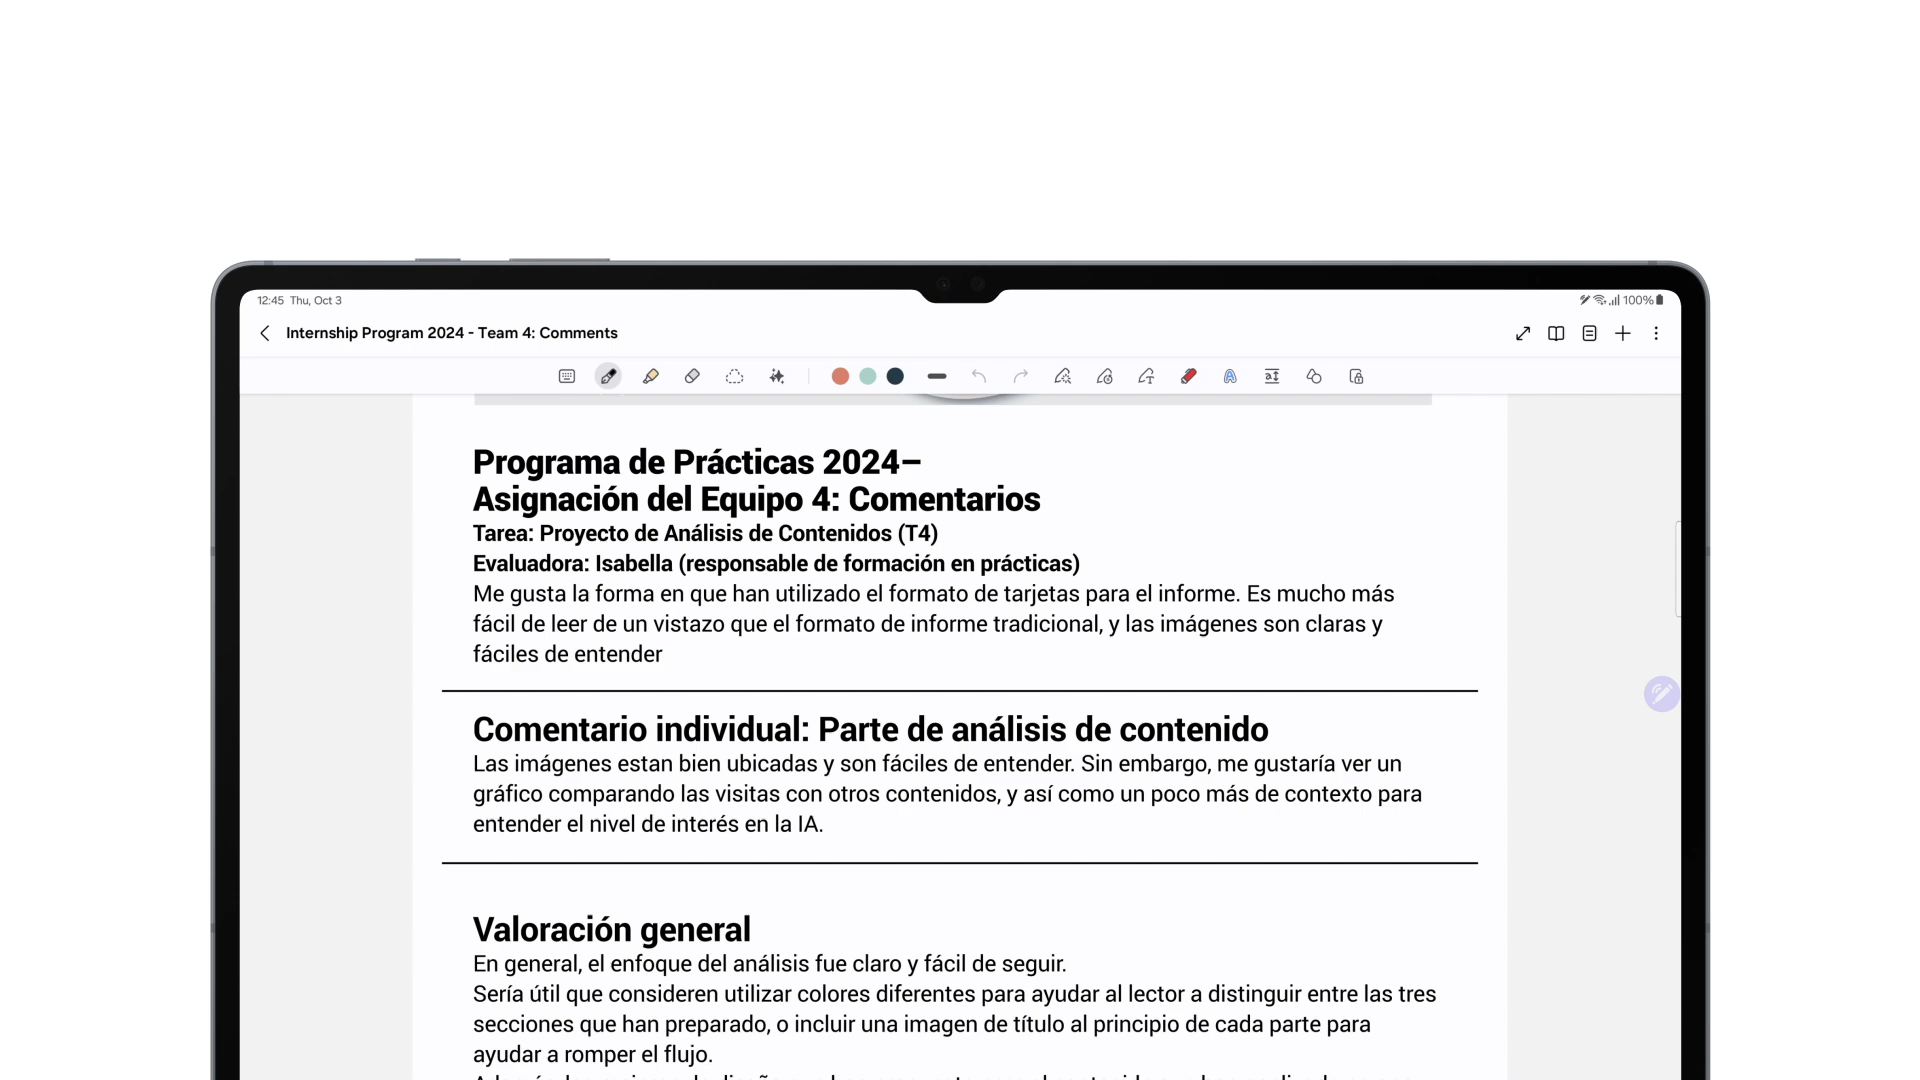 12:45 Thu, Oct 3
100%
Internship Program 2024 - Team 4: Comments
Programa de Prácticas 2024–
Asignación del Equipo 4: Comentarios
Tarea: Proyecto de Análisis de Contenidos (T4)
Evaluadora: Isabella (responsable de formación en prácticas)
Me gusta la forma en que han utilizado el formato de tarjetas para el informe. Es mucho más
fácil de leer de un vistazo que el formato de informe tradicional, y las imágenes son claras y
fáciles de entender
Comentario individual: Parte de análisis de contenido
Las imágenes estan bien ubicadas y son fáciles de entender. Sin embargo, me gustaría ver un
gráfico comparando las visitas con otros contenidos, y así como un poco más de contexto para
entender el nivel de interés en la IA.
Valoración general
En general, el enfoque del análisis fue claro y fácil de seguir.
Sería útil que consideren utilizar colores diferentes para ayudar al lector a distinguir entre las tres
secciones que han preparado, o incluir una imagen de título al principio de cada parte para
ayudar a romper el flujo.